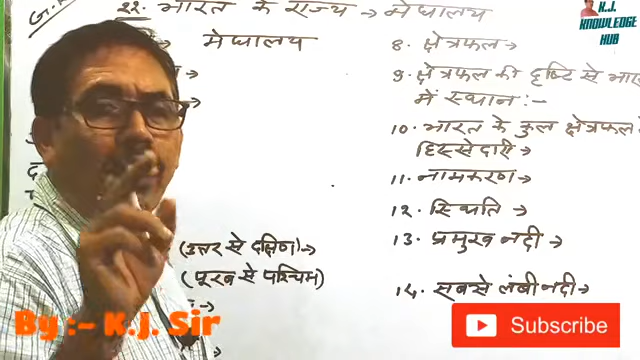 G.K
22. भारत के राज्य → मेघालय
मेघालय
(उत्तर से दक्षिण)→
(पूरब से पश्चिम)
8. क्षेत्रफल →
9. क्षेत्रफल की दृष्टि से
में स्थान:-
10. भारत के कुल क्षेत्रफल
हिस्सेदारी →
11. नामकरण →
12. स्थिति →
13. प्रमुख नदी →
14. सबसे लंबी नदी→
K.J.
KNOWLEDGE
HUB
By :- K.J. Sir
Subscribe